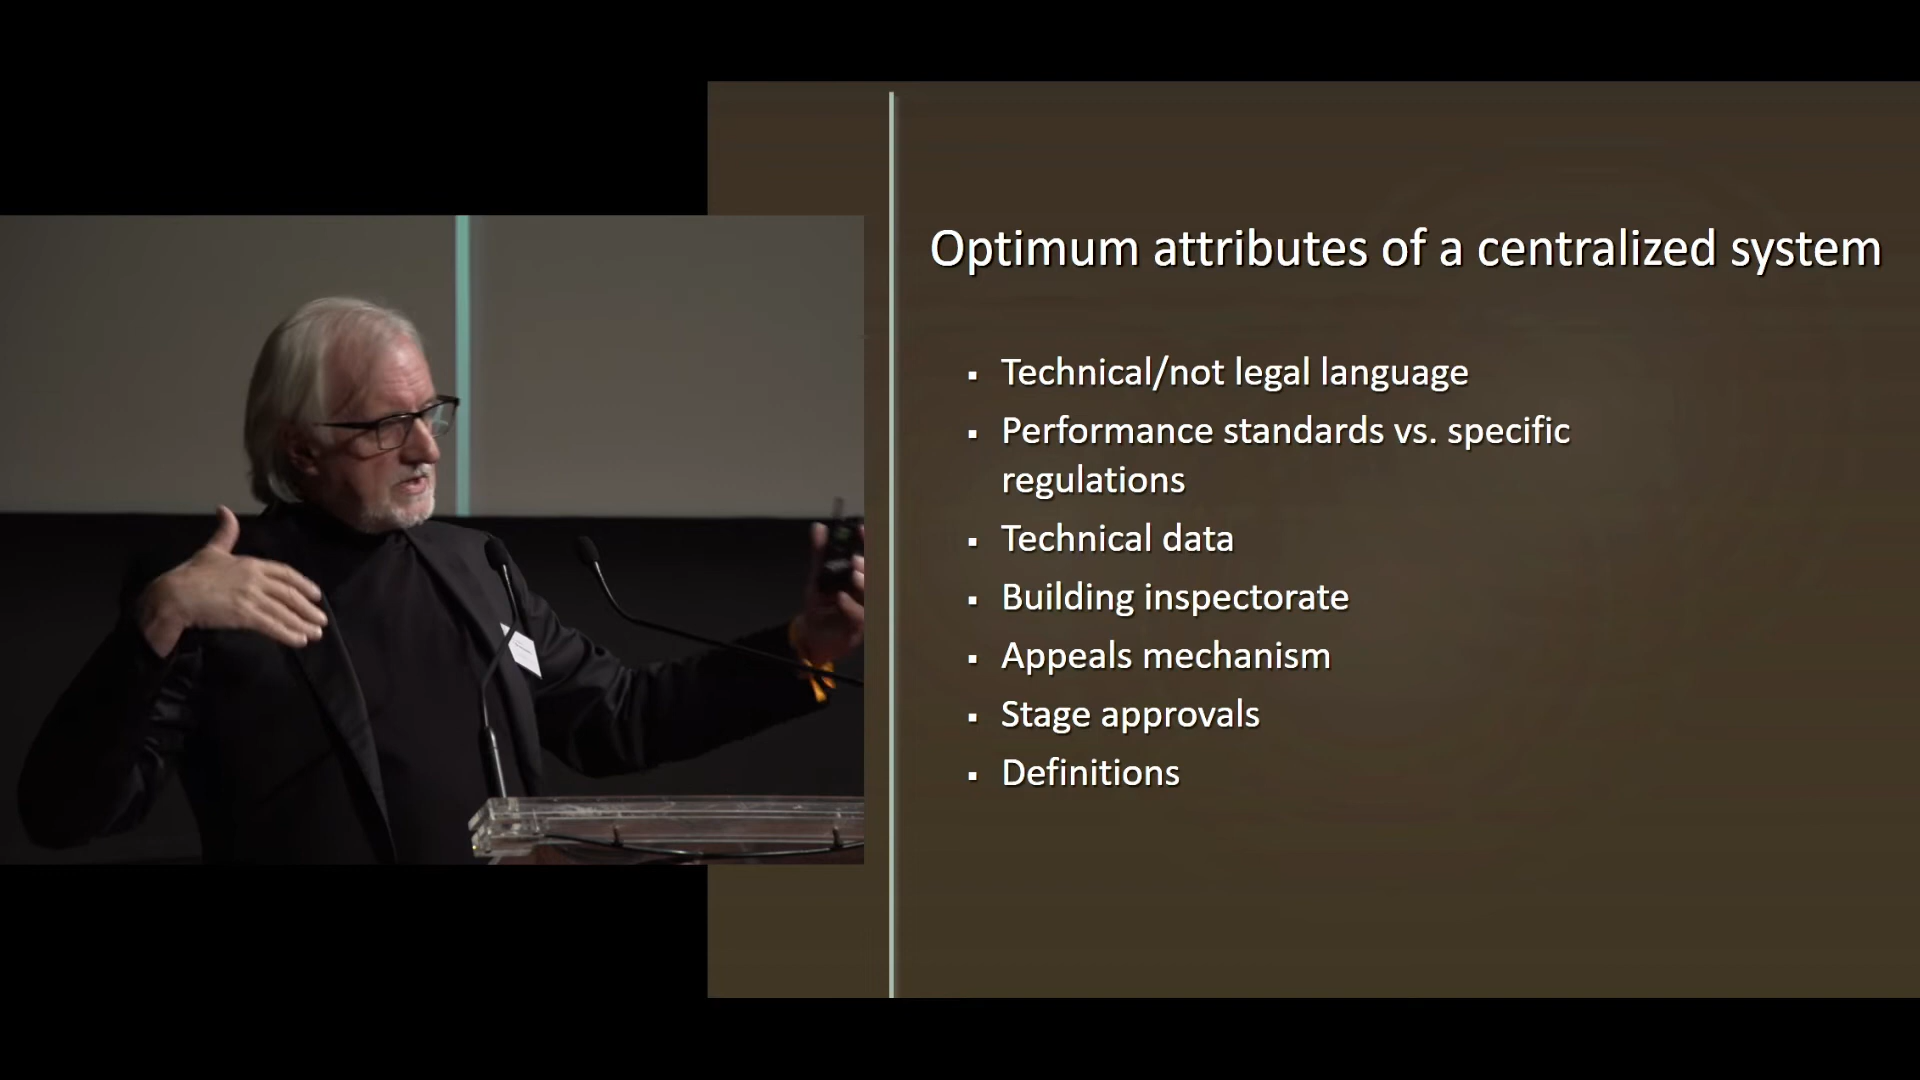 Optimum attributes of a centralized system
Technical/not legal language
Performance standards vs. specific
regulations
Technical data
Building inspectorate
Appeals mechanism
Stage approvals
Definitions